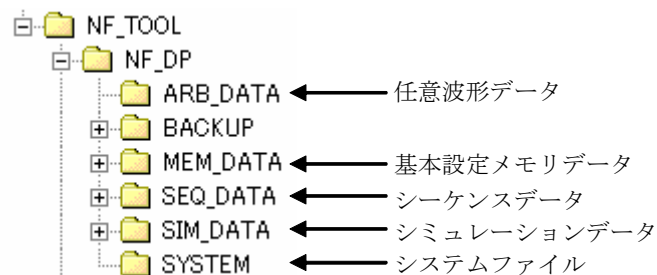 NF_TOOL
NF_DP
ARB_DATA 任意波形データ
BACKUP
MEM_DATA 基本設定メモリデータ
SEQ_DATA シーケンスデータ
SIM_DATA シミュレーションデータ
SYSTEM システムファイル